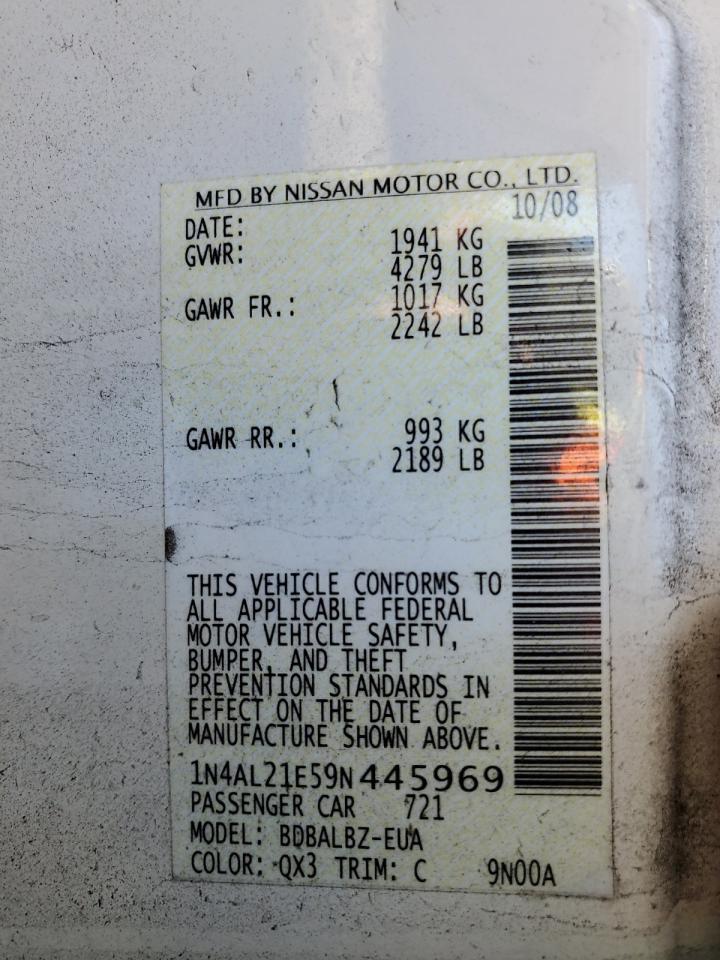 MFD BY NISSAN MOTOR CO., LTD.
DATE: 10/08
GVWR: 1941 KG
4279 LB
GAWR FR.: 1017 KG
2242 LB
GAWR RR.: 993 KG
2189 LB
THIS VEHICLE CONFORMS TO
ALL APPLICABLE FEDERAL
MOTOR VEHICLE SAFETY,
BUMPER, AND THEFT
PREVENTION STANDARDS IN
EFFECT ON THE DATE OF
MANUFACTURE SHOWN ABOVE.
1N4AL21E59N445969
PASSENGER CAR 721
MODEL: BDBALBZ-EUA
COLOR: QX3 TRIM: C 9N00A